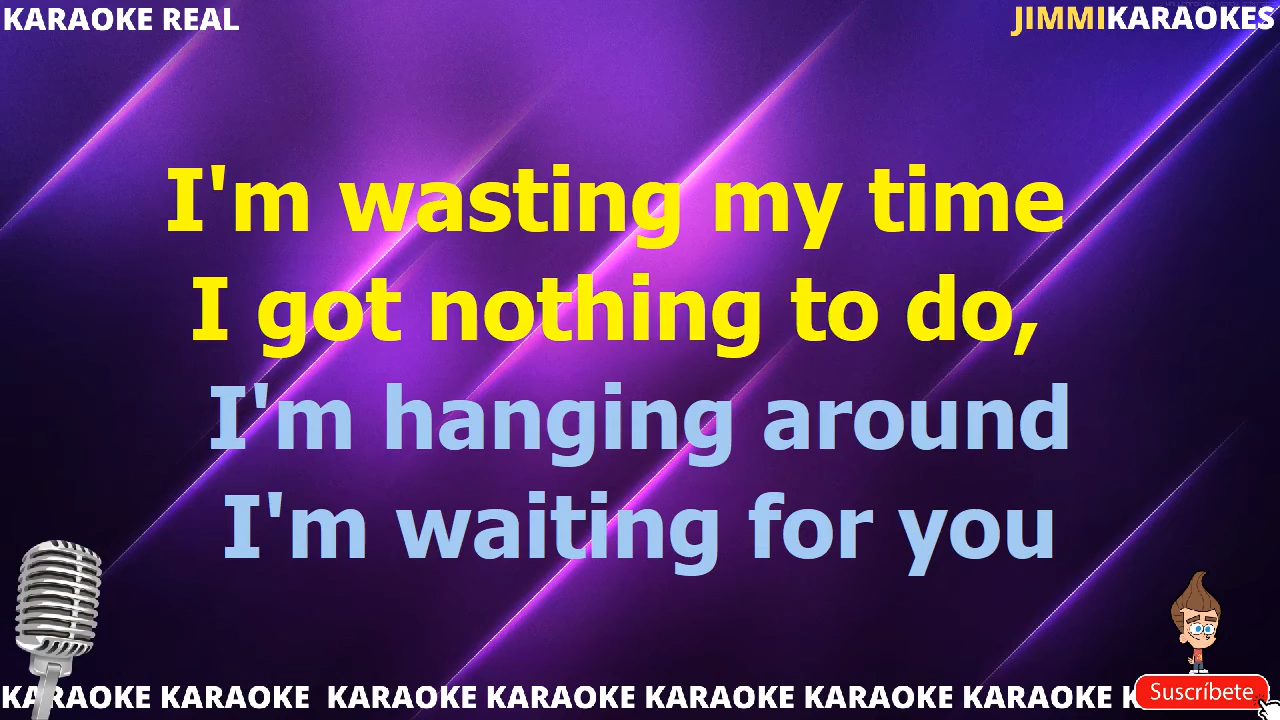 KARAOKE REAL
JIMMIKARAOKES
I'm wasting my time
I got nothing to do,
I'm hanging around
I'm waiting for you
KARAOKE KARAOKE KARAOKE KARAOKE KARAOKE KARAOKE KARAOKE K
Suscríbete